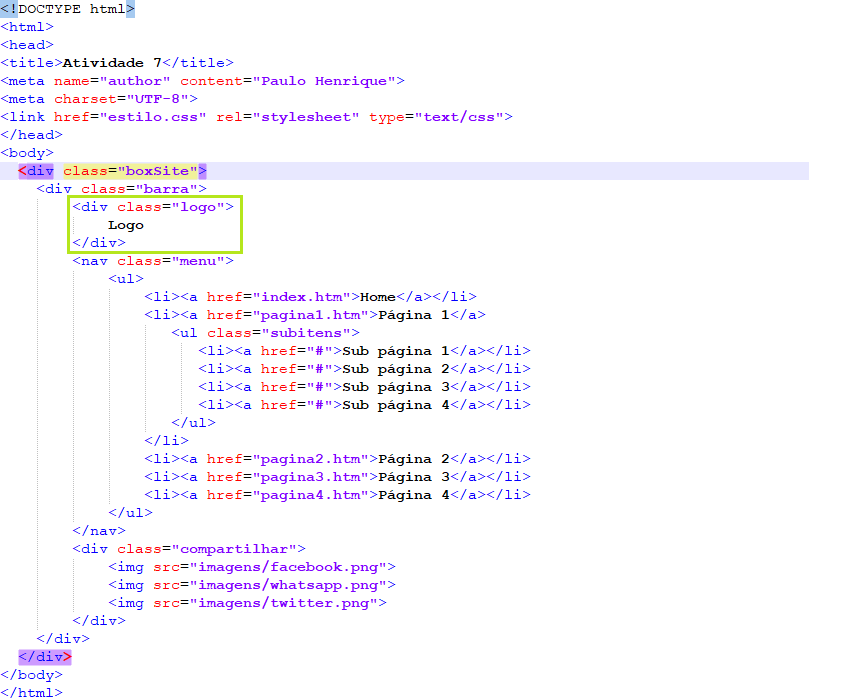 <!DOCTYPE html>
<html>
<head>
<title>Atividade 7</title>
<meta name="author" content="Paulo Henrique">
<meta charset="UTF-8">
<link href="estilo.css" rel="stylesheet" type="text/css">
</head>
<body>
<div class="boxSite">
<div class="barra">
<div class="logo">
Logo
</div>
<nav class="menu">
<ul>
<li><a href="index.htm">Home</a></li>
<li><a href="pagina1.htm">Página 1</a>
<ul class="subitens">
<li><a href="#">Sub página 1</a></li>
<li><a href="#">Sub página 2</a></li>
<li><a href="#">Sub página 3</a></li>
<li><a href="#">Sub página 4</a></li>
</ul>
</li>
<li><a href="pagina2.htm">Página 2</a></li>
<li><a href="pagina3.htm">Página 3</a></li>
<li><a href="pagina4.htm">Página 4</a></li>
</ul>
</nav>
<div class="compartilhar">
<img src="imagens/facebook.png">
<img src="imagens/whatsapp.png">
<img src="imagens/twitter.png">
</div>
</div>
</div>
</body>
</html>